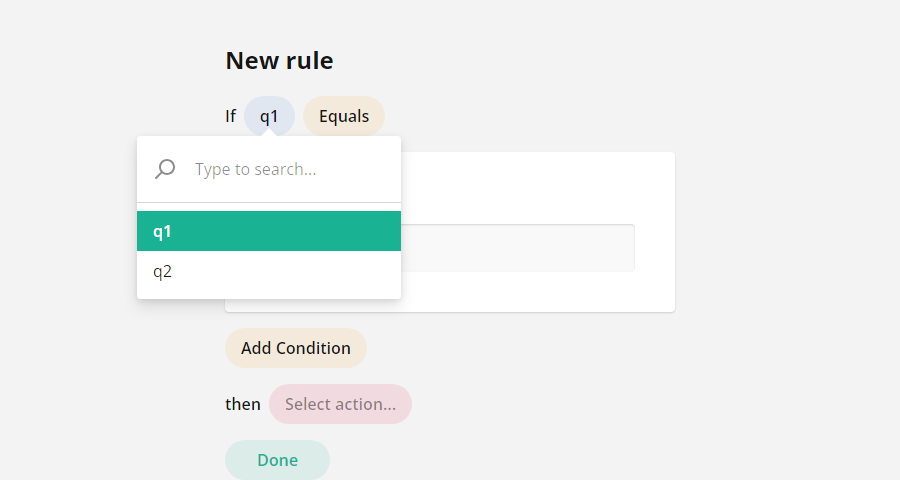 New rule
If q1 Equals
Type to search...
q1
q2
Add Condition
then Select action...
Done